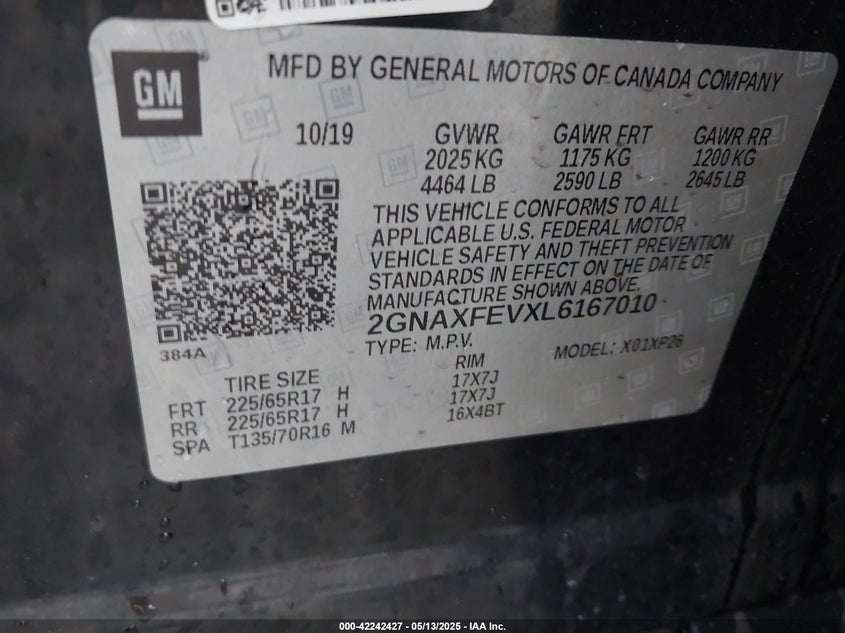 GM
MFD BY GENERAL MOTORS OF CANADA COMPANY
10/19 GVWR GAWR FRT GAWR RR
2025 KG 1175 KG 1200 KG
4464 LB 2590 LB 2645 LB
THIS VEHICLE CONFORMS TO ALL
APPLICABLE U.S. FEDERAL MOTOR
VEHICLE SAFETY AND THEFT PREVENTION
STANDARDS IN EFFECT ON THE DATE OF
MANUFACTURE SHOWN ABOVE.
2GNAXFEVXL6167010
384A
TYPE: M.P.V. MODEL: X01XP26
TIRE SIZE RIM
FRT 225/65R17 H 17X7J
RR 225/65R17 H 17X7J
SPA T135/70R16 M 16X4BT
000-42242427 --- 05/13/2025 --- IAA Inc.